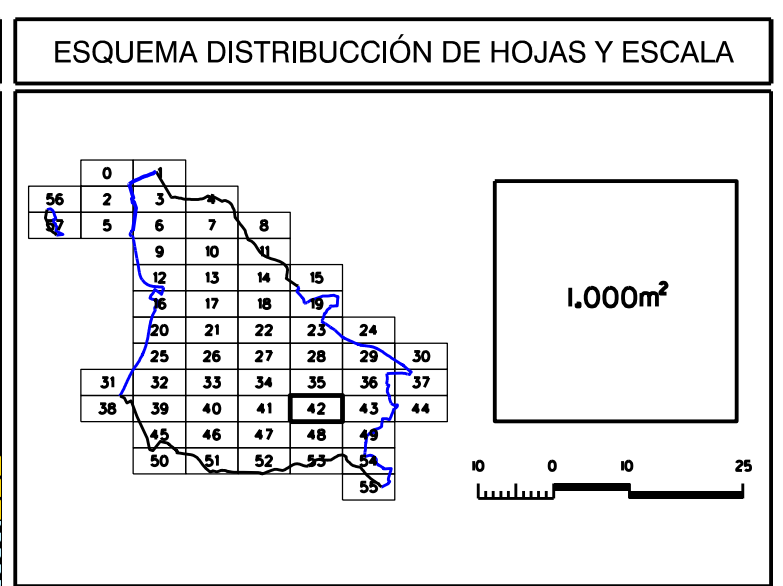 ESQUEMA DISTRIBUCCIÓN DE HOJAS Y ESCALA
0 1
56 2 3 4
57 5 6 7 8
9 10 11
12 13 14 15
16 17 18 19
20 21 22 23 24
25 26 27 28 29 30
31 32 33 34 35 36 37
38 39 40 41 42 43 44
45 46 47 48 49
50 51 52 53 54
55
1.000m²
10 0 10 25